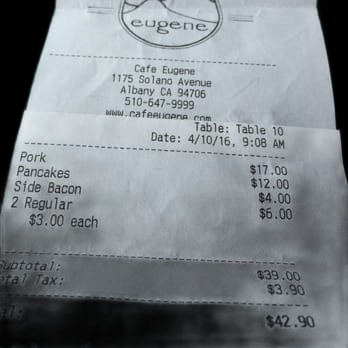 eugene
Cafe Eugene
1175 Solano Avenue
Albany CA 94706
510-647-9999
www.cafeeugene.com
Table: Table 10
Date: 4/10/16, 9:08 AM
Pork $17.00
Pancakes $12.00
Side Bacon $4.00
2 Regular $6.00
$3.00 each
Subtotal: $39.00
otal Tax: $3.90
al: $42.90